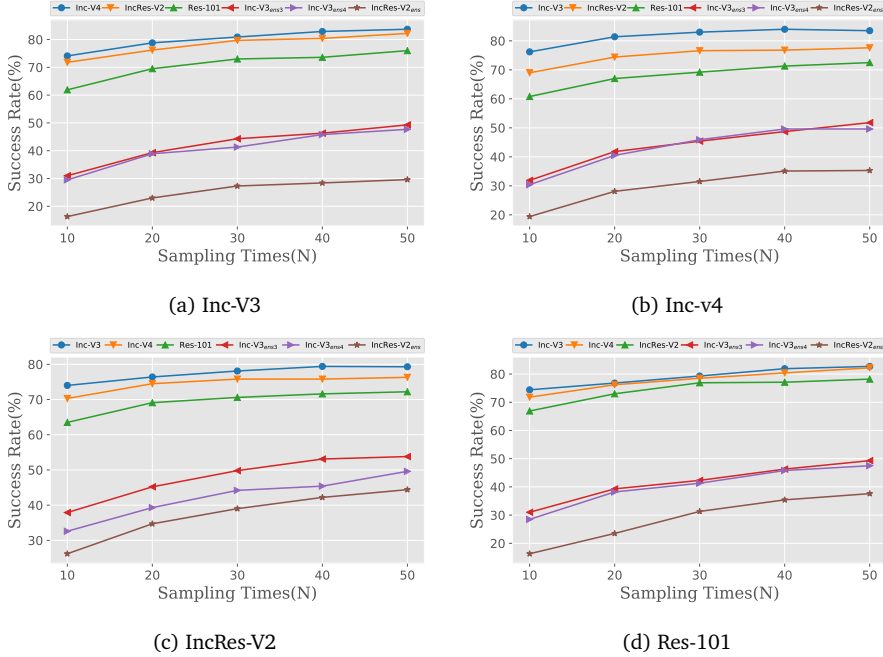 Inc-V4 IncRes-V2 Res-101 Inc-V3ens3 Inc-V3ens4 IncRes-V2ens
80
70
60
50
40
30
20
Success Rate(%)
10 20 30 40 50
Sampling Times(N)
(a) Inc-V3
Inc-V3 IncRes-V2 Res-101 Inc-V3ens3 Inc-V3ens4 IncRes-V2ens
80
70
60
50
40
30
20
Success Rate(%)
10 20 30 40 50
Sampling Times(N)
(b) Inc-v4
Inc-V3 Inc-V4 Res-101 Inc-V3ens3 Inc-V3ens4 IncRes-V2ens
80
70
60
50
40
30
Success Rate(%)
10 20 30 40 50
Sampling Times(N)
(c) IncRes-V2
Inc-V3 Inc-V4 IncRes-V2 Inc-V3ens3 Inc-V3ens4 IncRes-V2ens
80
70
60
50
40
30
20
Success Rate(%)
10 20 30 40 50
Sampling Times(N)
(d) Res-101